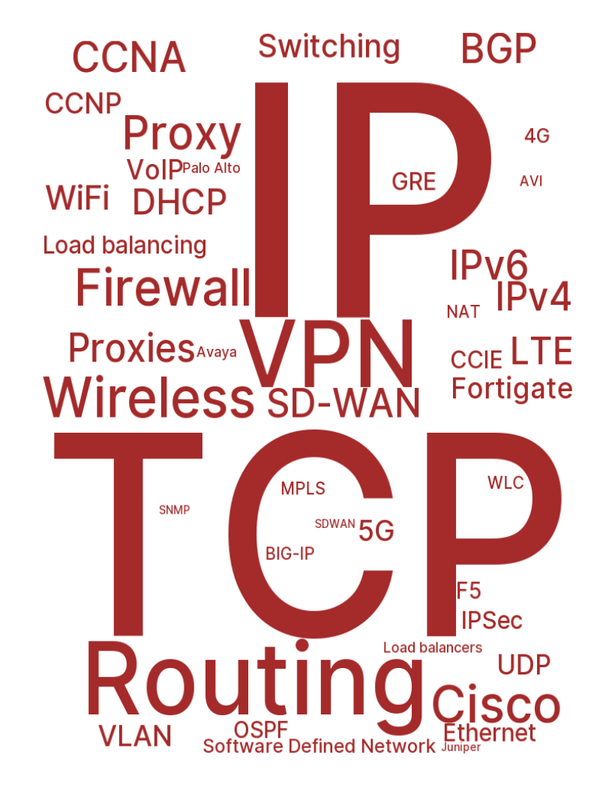 CCNA
Switching
BGP
CCNP
Proxy
IP
4G
VoIP
Palo Alto
GRE
AVI
WiFi
DHCP
Load balancing
IPv6
Firewall
IPv4
NAT
VPN
Proxies
Avaya
CCIE
LTE
Wireless
SD-WAN
Fortigate
TCP
MPLS
WLC
SNMP
SDWAN
5G
BIG-IP
F5
IPSec
Routing
Load balancers
UDP
Cisco
VLAN
OSPF
Ethernet
Software Defined Network
Juniper